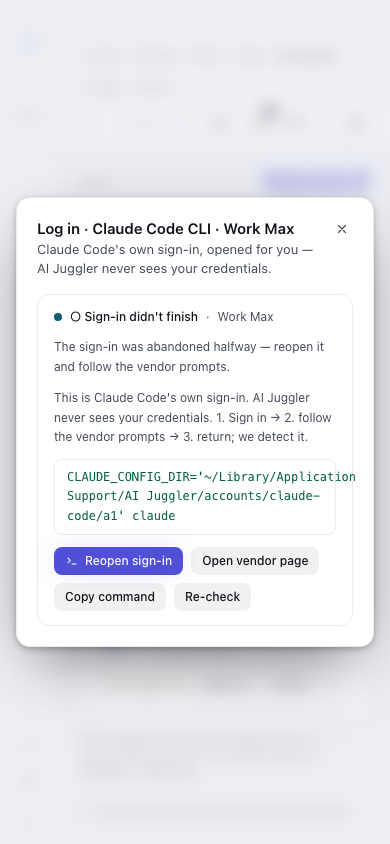 Log in · Claude Code CLI · Work Max
Claude Code's own sign-in, opened for you —
AI Juggler never sees your credentials.
Sign-in didn't finish · Work Max
The sign-in was abandoned halfway — reopen it
and follow the vendor prompts.
This is Claude Code's own sign-in. AI Juggler
never sees your credentials. 1. Sign in → 2. follow
the vendor prompts → 3. return; we detect it.
CLAUDE_CONFIG_DIR='~/Library/Application
Support/AI Juggler/accounts/claude-
code/a1' claude
Reopen sign-in
Open vendor page
Copy command
Re-check